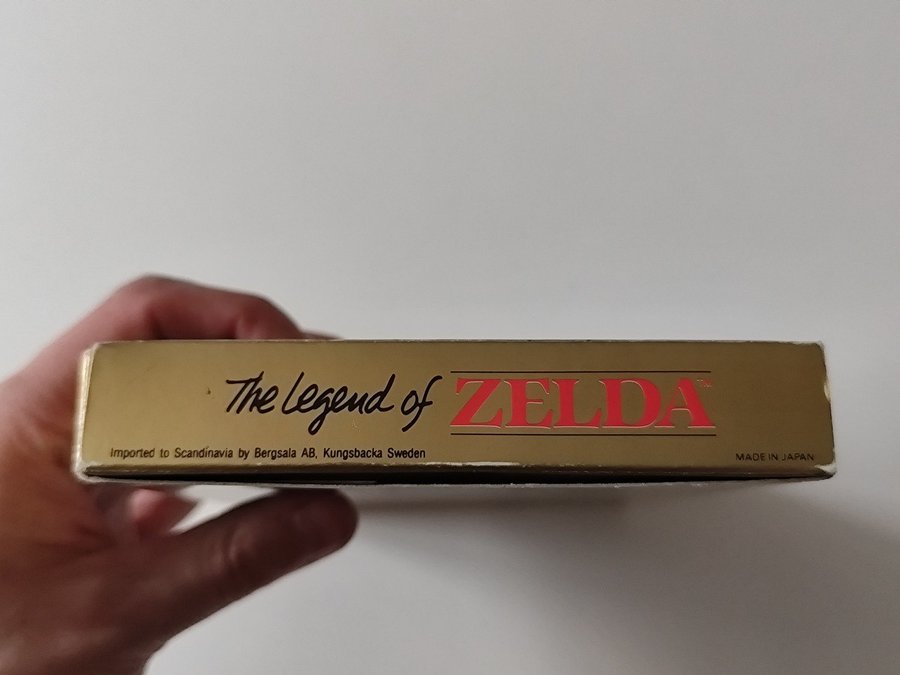 The Legend of ZELDA™
Imported to Scandinavia by Bergsala AB, Kungsbacka Sweden
MADE IN JAPAN